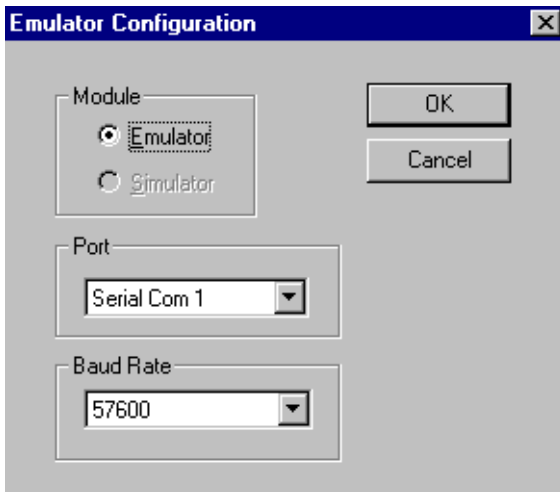 Emulator Configuration
Module
Emulator
Simulator
OK
Cancel
Port
Serial Com 1
Baud Rate
57600